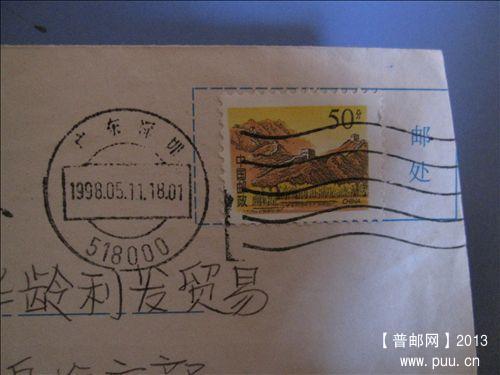 广东深圳
1998.05.11.18.01
518000
50分
中国邮政
CHINA
邮
处
龄利发贸易
【普邮网】2013
www.puu.cn